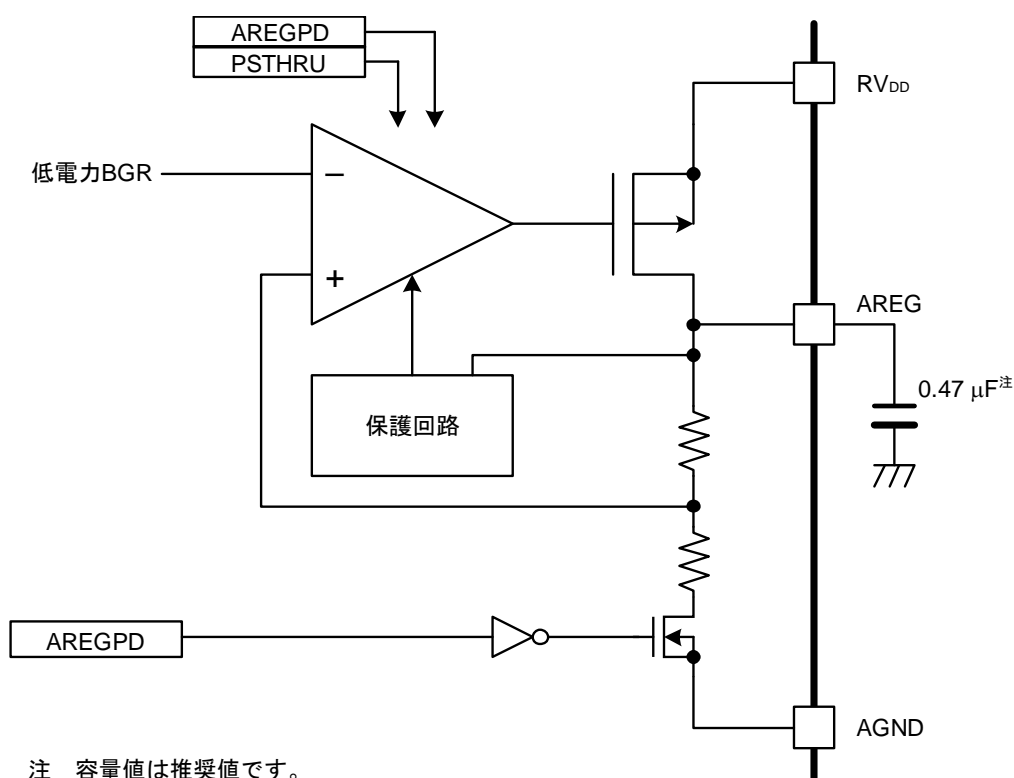 AREGPD
PSTHRU
RVDD
低電力BGR
−
+
AREG
0.47 μF注
保護回路
AREGPD
AGND
注 容量値は推奨値です。